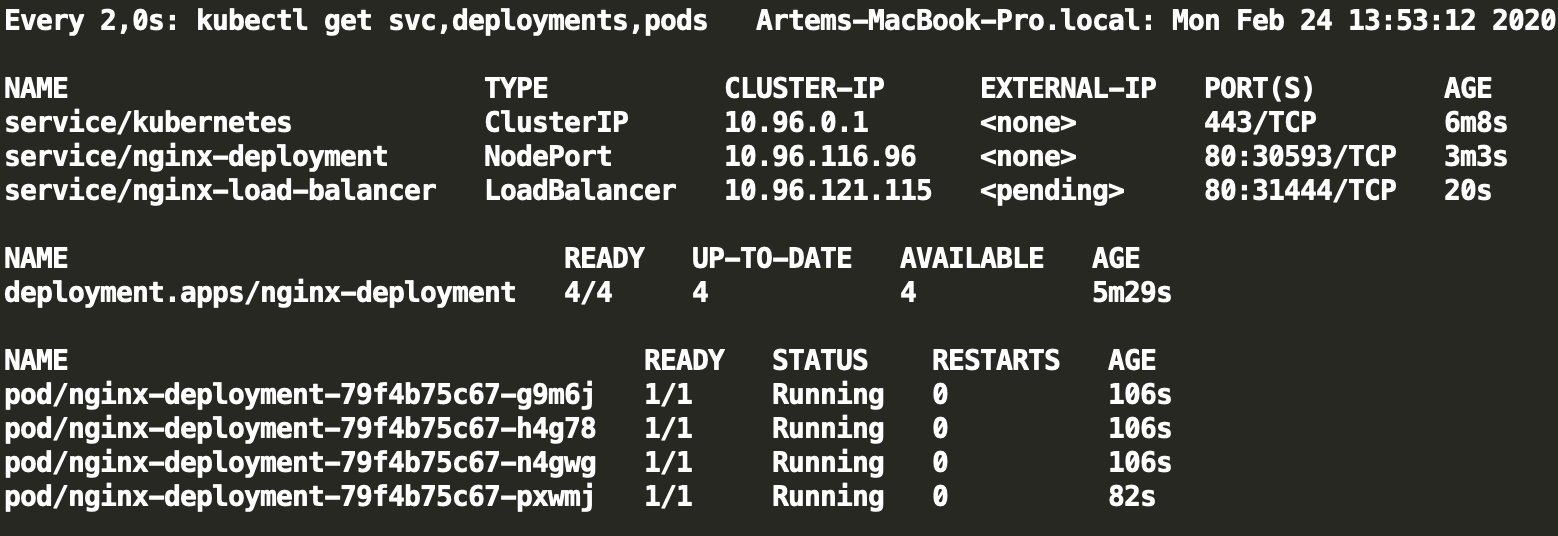 Every 2,0s: kubectl get svc,deployments,pods   Artems-MacBook-Pro.local: Mon Feb 24 13:53:12 2020
NAME                          TYPE           CLUSTER-IP      EXTERNAL-IP   PORT(S)        AGE
service/kubernetes            ClusterIP      10.96.0.1       <none>        443/TCP        6m8s
service/nginx-deployment      NodePort       10.96.116.96    <none>        80:30593/TCP   3m3s
service/nginx-load-balancer   LoadBalancer   10.96.121.115   <pending>     80:31444/TCP   20s
NAME                               READY   UP-TO-DATE   AVAILABLE   AGE
deployment.apps/nginx-deployment   4/4     4            4           5m29s
NAME                                    READY   STATUS    RESTARTS   AGE
pod/nginx-deployment-79f4b75c67-g9m6j   1/1     Running   0          106s
pod/nginx-deployment-79f4b75c67-h4g78   1/1     Running   0          106s
pod/nginx-deployment-79f4b75c67-n4gwg   1/1     Running   0          106s
pod/nginx-deployment-79f4b75c67-pxwmj   1/1     Running   0          82s